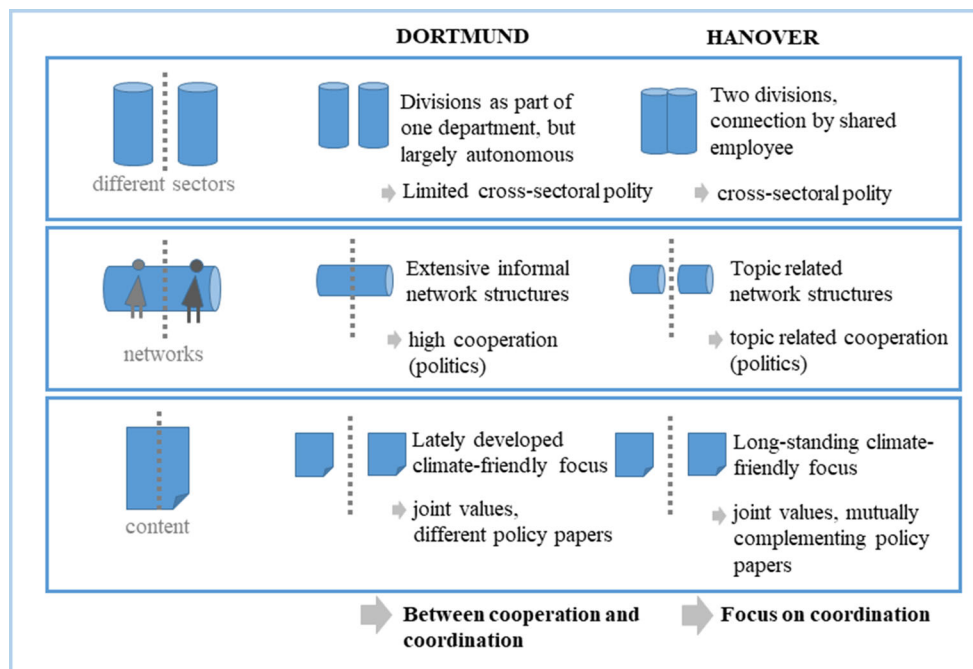 DORTMUND
HANOVER
different sectors
Divisions as part of
one department, but
largely autonomous
Limited cross-sectoral polity
Two divisions,
connection by shared
employee
cross-sectoral polity
networks
Extensive informal
network structures
high cooperation
(politics)
Topic related
network structures
topic related cooperation
(politics)
content
Lately developed
climate-friendly focus
joint values,
different policy papers
Long-standing climate-
friendly focus
joint values, mutually
complementing policy
papers
Between cooperation and
coordination
Focus on coordination